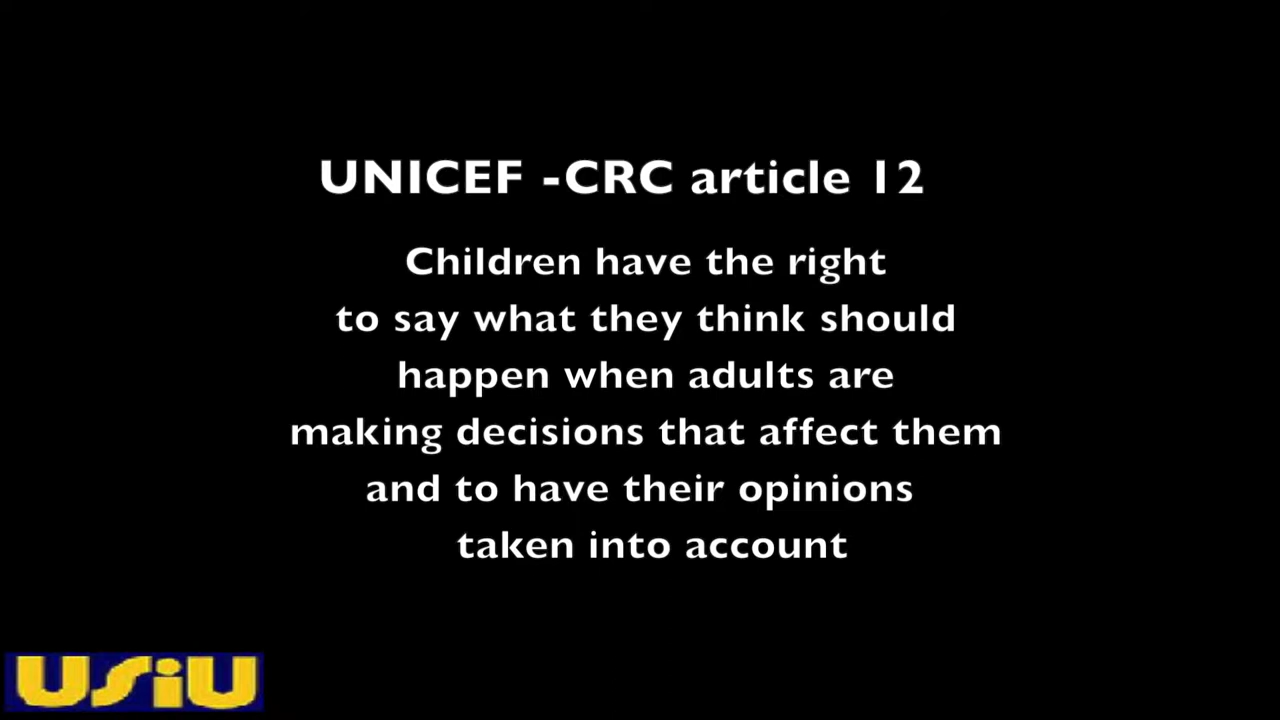 UNICEF -CRC article 12
Children have the right
to say what they think should
happen when adults are
making decisions that affect them
and to have their opinions
taken into account
USiU